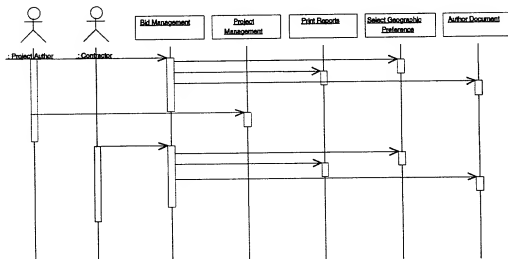 Bid Management
Project
Management
Print Reports
Select Geographic
Preference
Author Document
: Project Author
: Contractor